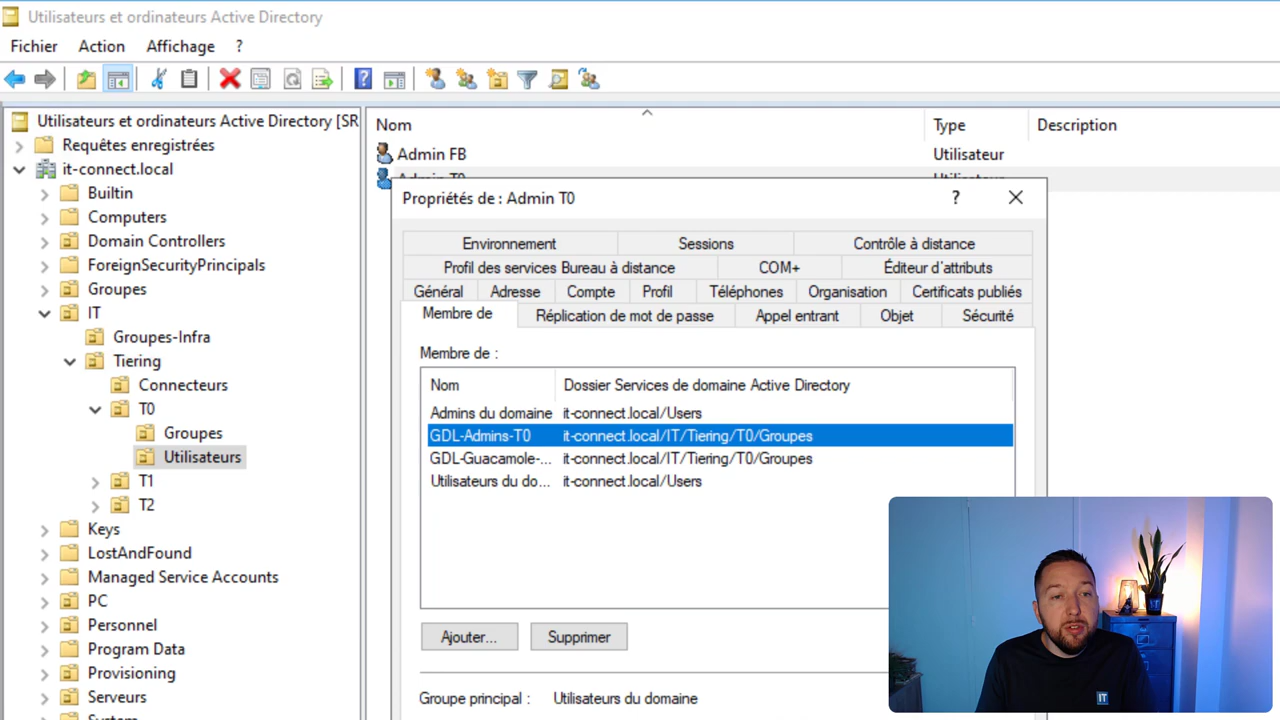 Utilisateurs et ordinateurs Active Directory
Fichier Action Affichage ?
Utilisateurs et ordinateurs Active Directory [SR
Requêtes enregistrées
it-connect.local
Builtin
Computers
Domain Controllers
ForeignSecurityPrincipals
Groupes
IT
Groupes-Infra
Tiering
Connecteurs
T0
Groupes
Utilisateurs
T1
T2
Keys
LostAndFound
Managed Service Accounts
PC
Personnel
Program Data
Provisioning
Serveurs
System
Nom Type Description
Admin FB Utilisateur
Admin T0 Utilisateur
Propriétés de : Admin T0 ?
Environnement Sessions Contrôle à distance
Profil des services Bureau à distance COM+ Éditeur d'attributs
Général Adresse Compte Profil Téléphones Organisation Certificats publiés
Membre de Réplication de mot de passe Appel entrant Objet Sécurité
Membre de :
Nom Dossier Services de domaine Active Directory
Admins du domaine it-connect.local/Users
GDL-Admins-T0 it-connect.local/IT/Tiering/T0/Groupes
GDL-Guacamole-... it-connect.local/IT/Tiering/T0/Groupes
Utilisateurs du do... it-connect.local/Users
Ajouter... Supprimer
Groupe principal : Utilisateurs du domaine
IT
IT